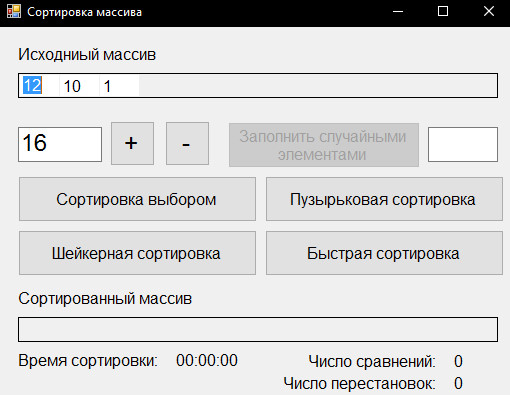 Сортировка массива
Исходниый массив
12 10 1
16 + - Заполнить случайными
элементами
Сортировка выбором Пузырьковая сортировка
Шейкерная сортировка Быстрая сортировка
Сортированный массив
Время сортировки: 00:00:00 Число сравнений: 0
Число перестановок: 0